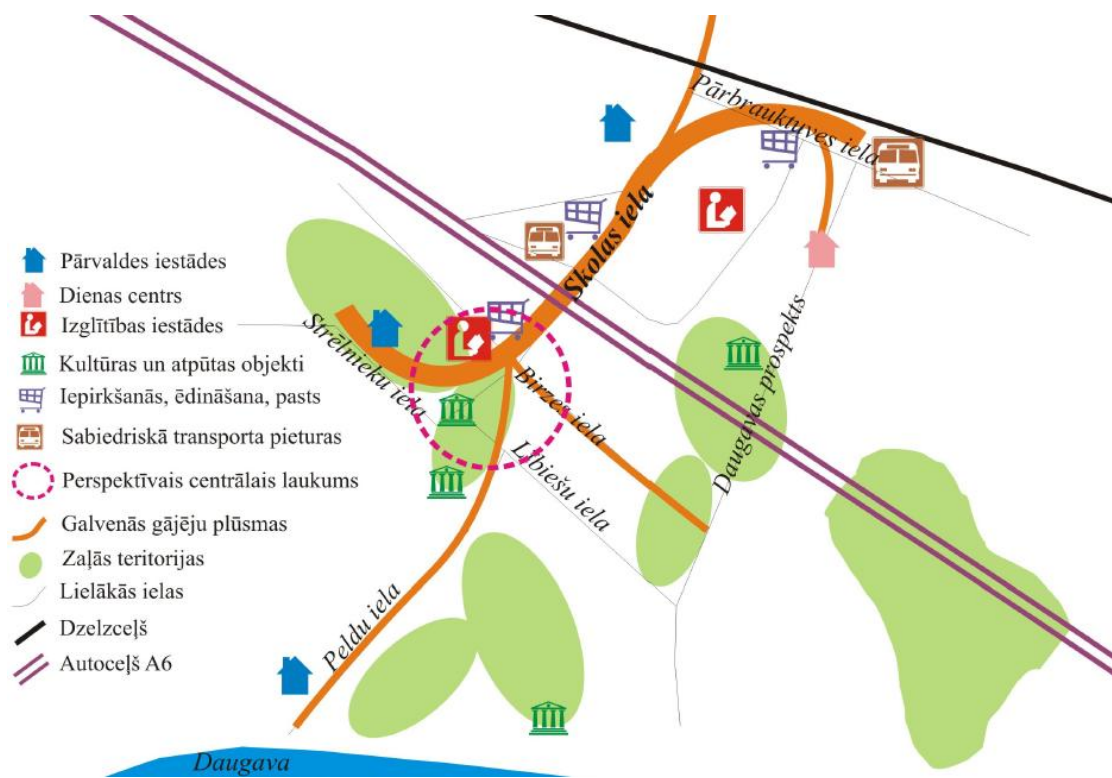 Pārbrauktuves iela
Skolas iela
Pārvaldes iestādes
Dienas centrs
Izglītības iestādes
Kultūras un atpūtas objekti
Iepirkšanās, ēdināšana, pasts
Sabiedriskā transporta pieturas
Perspektīvais centrālais laukums
Galvenās gājēju plūsmas
Zaļās teritorijas
Lielākās ielas
Dzelzceļš
Autoceļš A6
Strēlnieku iela
Birzes iela
Lībiešu iela
Daugavas prospekts
Peldu iela
Daugava